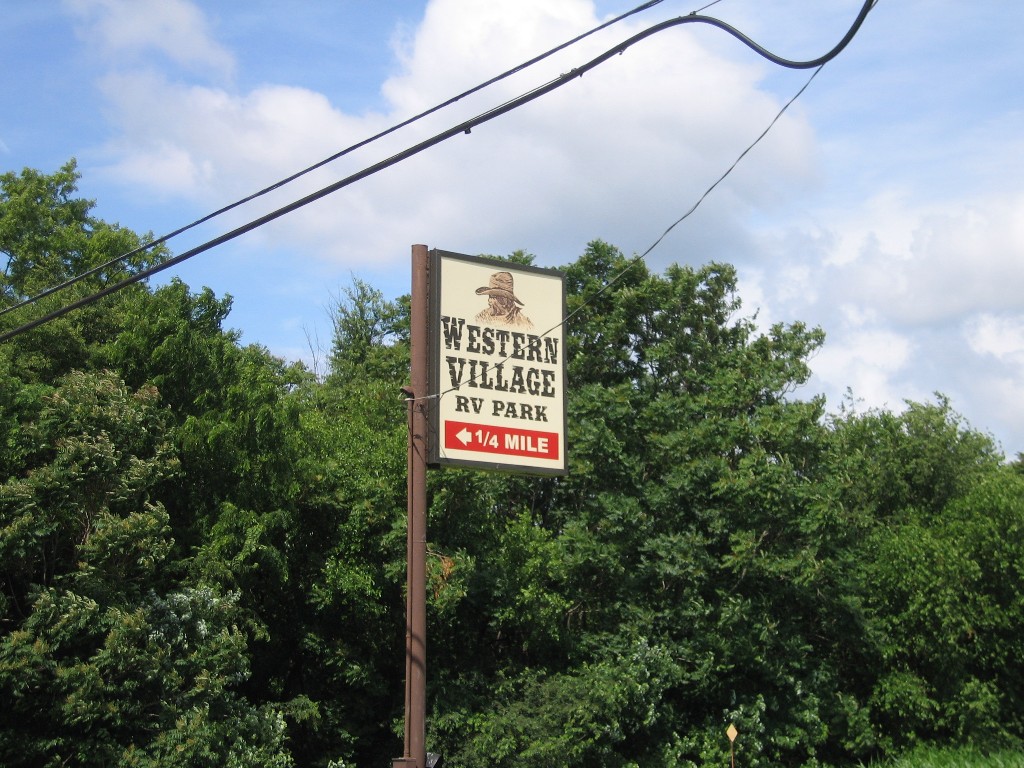 WESTERN
VILLAGE
RV PARK
1/4 MILE